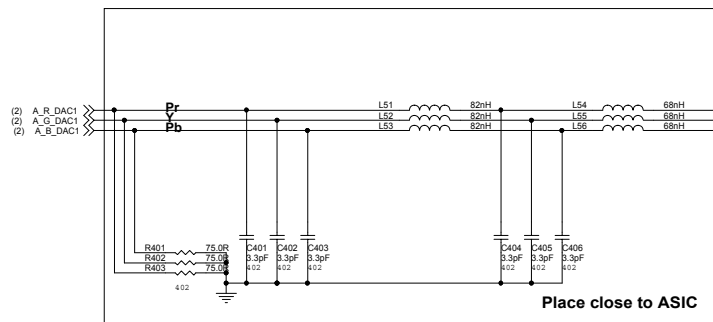 Pr
L51 82nH L54 68nH
(2) A_R_DAC1
Y
L52 82nH L55 68nH
(2) A_G_DAC1
Pb
L53 82nH L56 68nH
(2) A_B_DAC1
R401 75.0R
R402 75.0R
R403 75.0R
402
C401 C402 C403 C404 C405 C406
3.3pF 3.3pF 3.3pF 3.3pF 3.3pF 3.3pF
402 402 402 402 402 402
Place close to ASIC